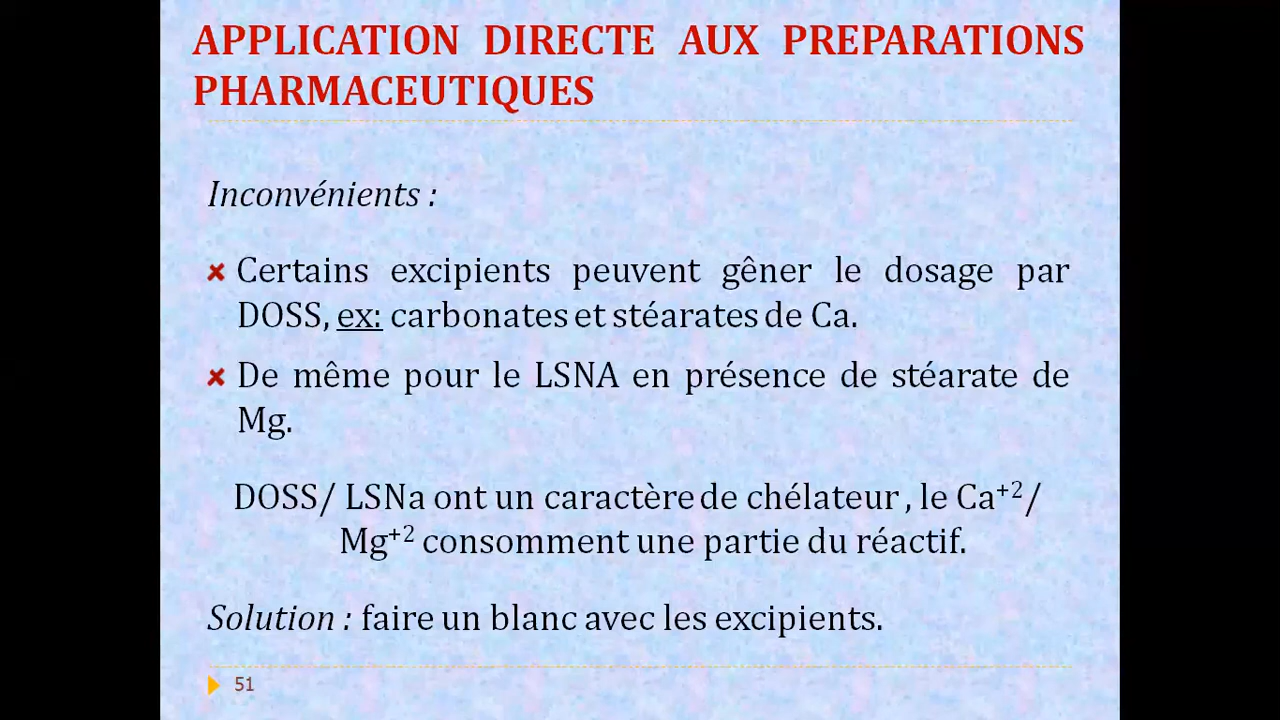 APPLICATION DIRECTE AUX PREPARATIONS
PHARMACEUTIQUES
Inconvénients :
Certains excipients peuvent gêner le dosage par
DOSS, ex: carbonates et stéarates de Ca.
De même pour le LSNA en présence de stéarate de
Mg.
DOSS/ LSNa ont un caractère de chélateur , le Ca⁺²/
Mg⁺² consomment une partie du réactif.
Solution : faire un blanc avec les excipients.
51